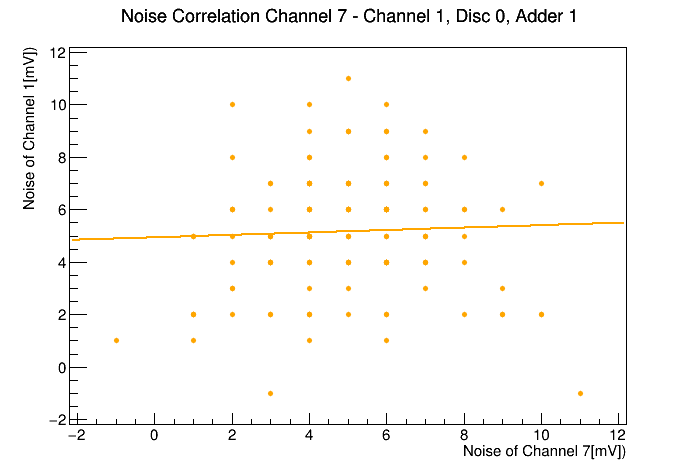 Noise Correlation Channel 7 - Channel 1, Disc 0, Adder 1
Noise of Channel 1[mV])
12
10
8
6
4
2
0
−2
−2 0 2 4 6 8 10 12
Noise of Channel 7[mV])